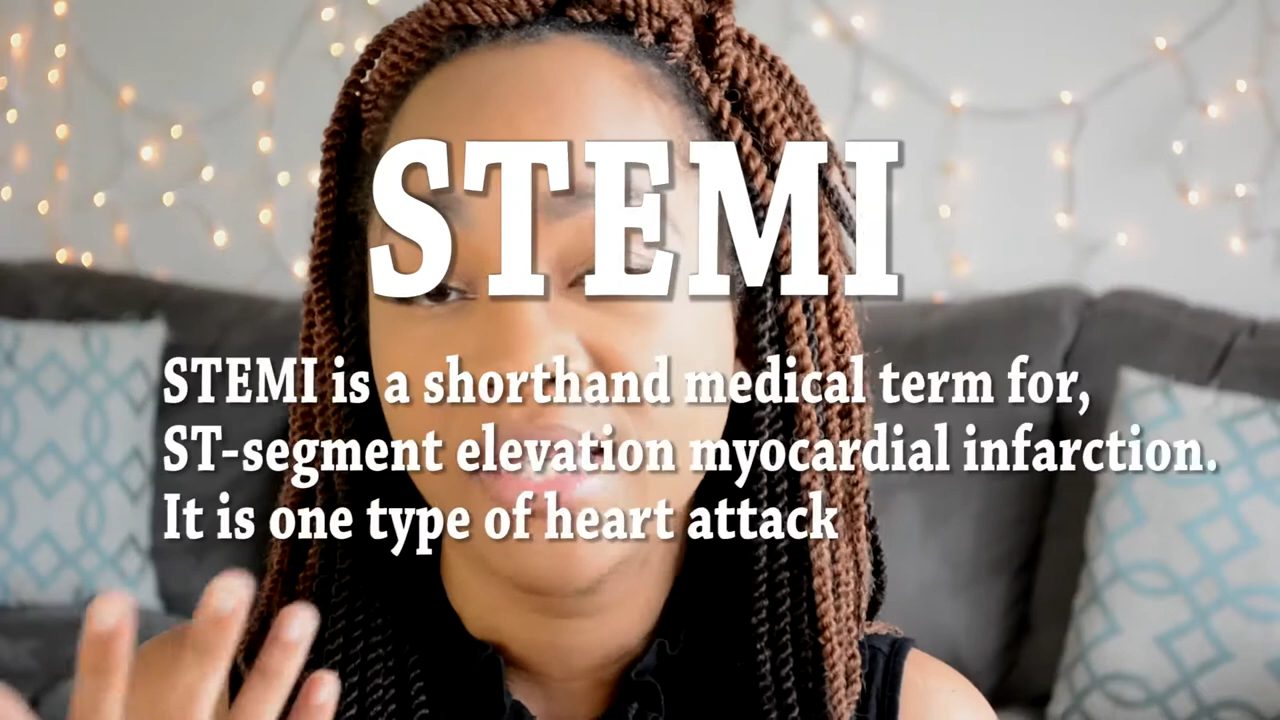 STEMI
STEMI is a shorthand medical term for,
ST-segment elevation myocardial infarction.
It is one type of heart attack